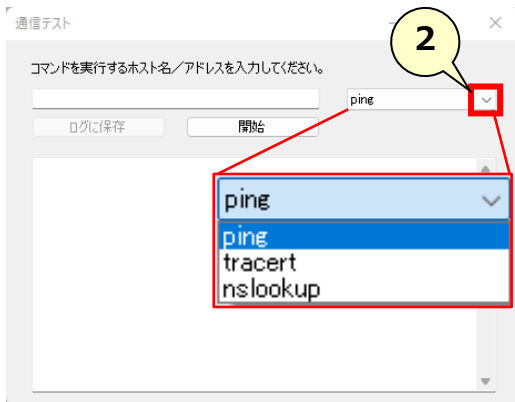 通信テスト
2
コマンドを実行するホスト名／アドレスを入力してください。
ping
ログに保存
開始
ping
ping
tracert
nslookup